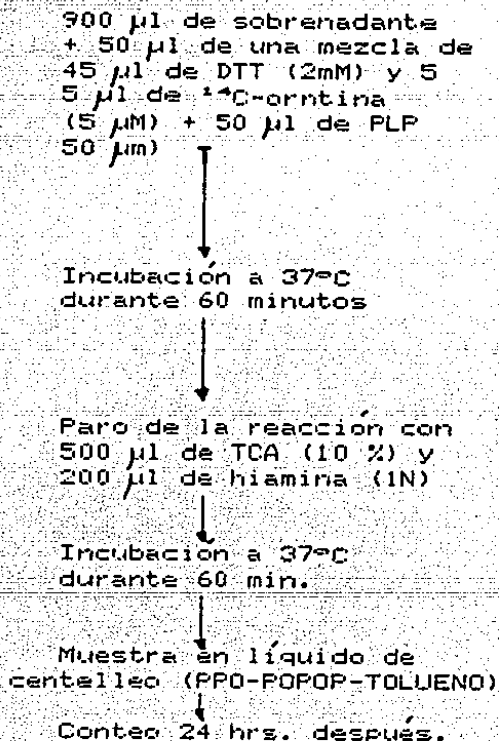 900 µl de sobrenadante
+ 50 µl de una mezcla de
45 µl de DTT (2mM) y 5
5 µl de ¹⁴C-orntina
(5 µM) + 50 µl de PLP
50 µm)
Incubación a 37ºC
durante 60 minutos
Paro de la reacción con
500 µl de TCA (10 %) y
200 µl de hiamina (1N)
Incubación a 37ºC
durante 60 min.
Muestra en líquido de
centelleo (PPO-POPOP-TOLUENO)
Conteo 24 hrs. después.